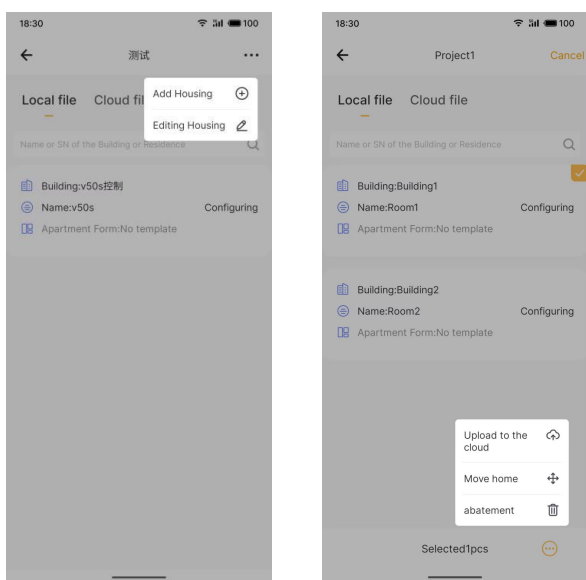 18:30
100
测试
Add Housing
Local file Cloud fil
Editing Housing
Name or SN of the Building or Residence
Building:v50s控制
Name:v50s Configuring
Apartment Form:No template
18:30
100
Project1 Cancel
Local file Cloud file
Name or SN of the Building or Residence
Building:Building1
Name:Room1 Configuring
Apartment Form:No template
Building:Building2
Name:Room2 Configuring
Apartment Form:No template
Upload to the
cloud
Move home
abatement
Selected1pcs